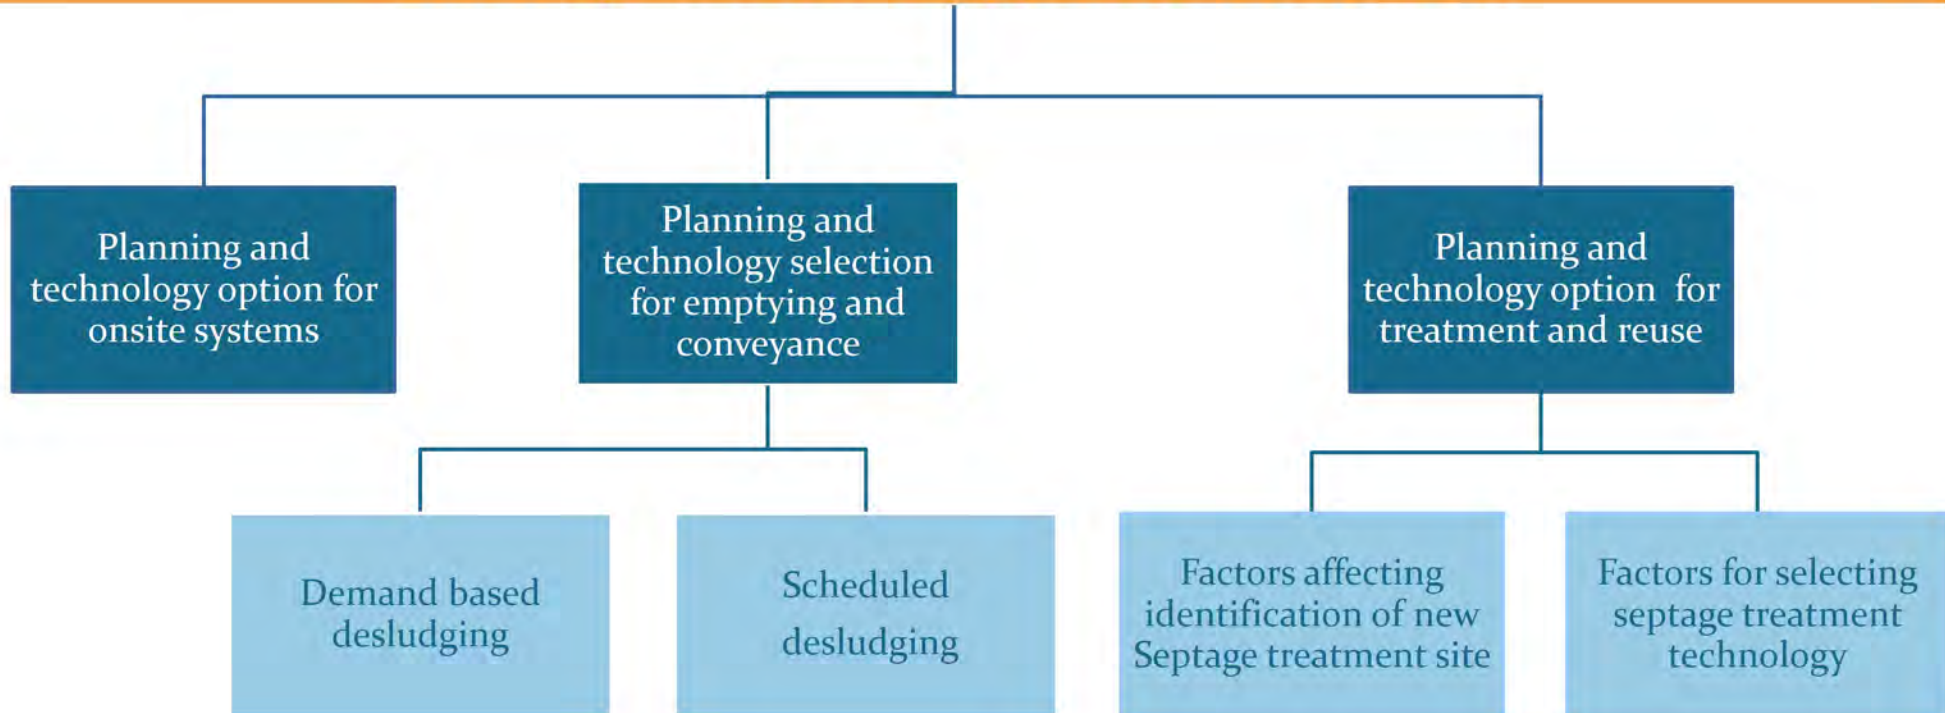 Planning and
technology option for
onsite systems
Planning and
technology selection
for emptying and
conveyance
Planning and
technology option for
treatment and reuse
Demand based
desludging
Scheduled
desludging
Factors affecting
identification of new
Septage treatment site
Factors for selecting
septage treatment
technology